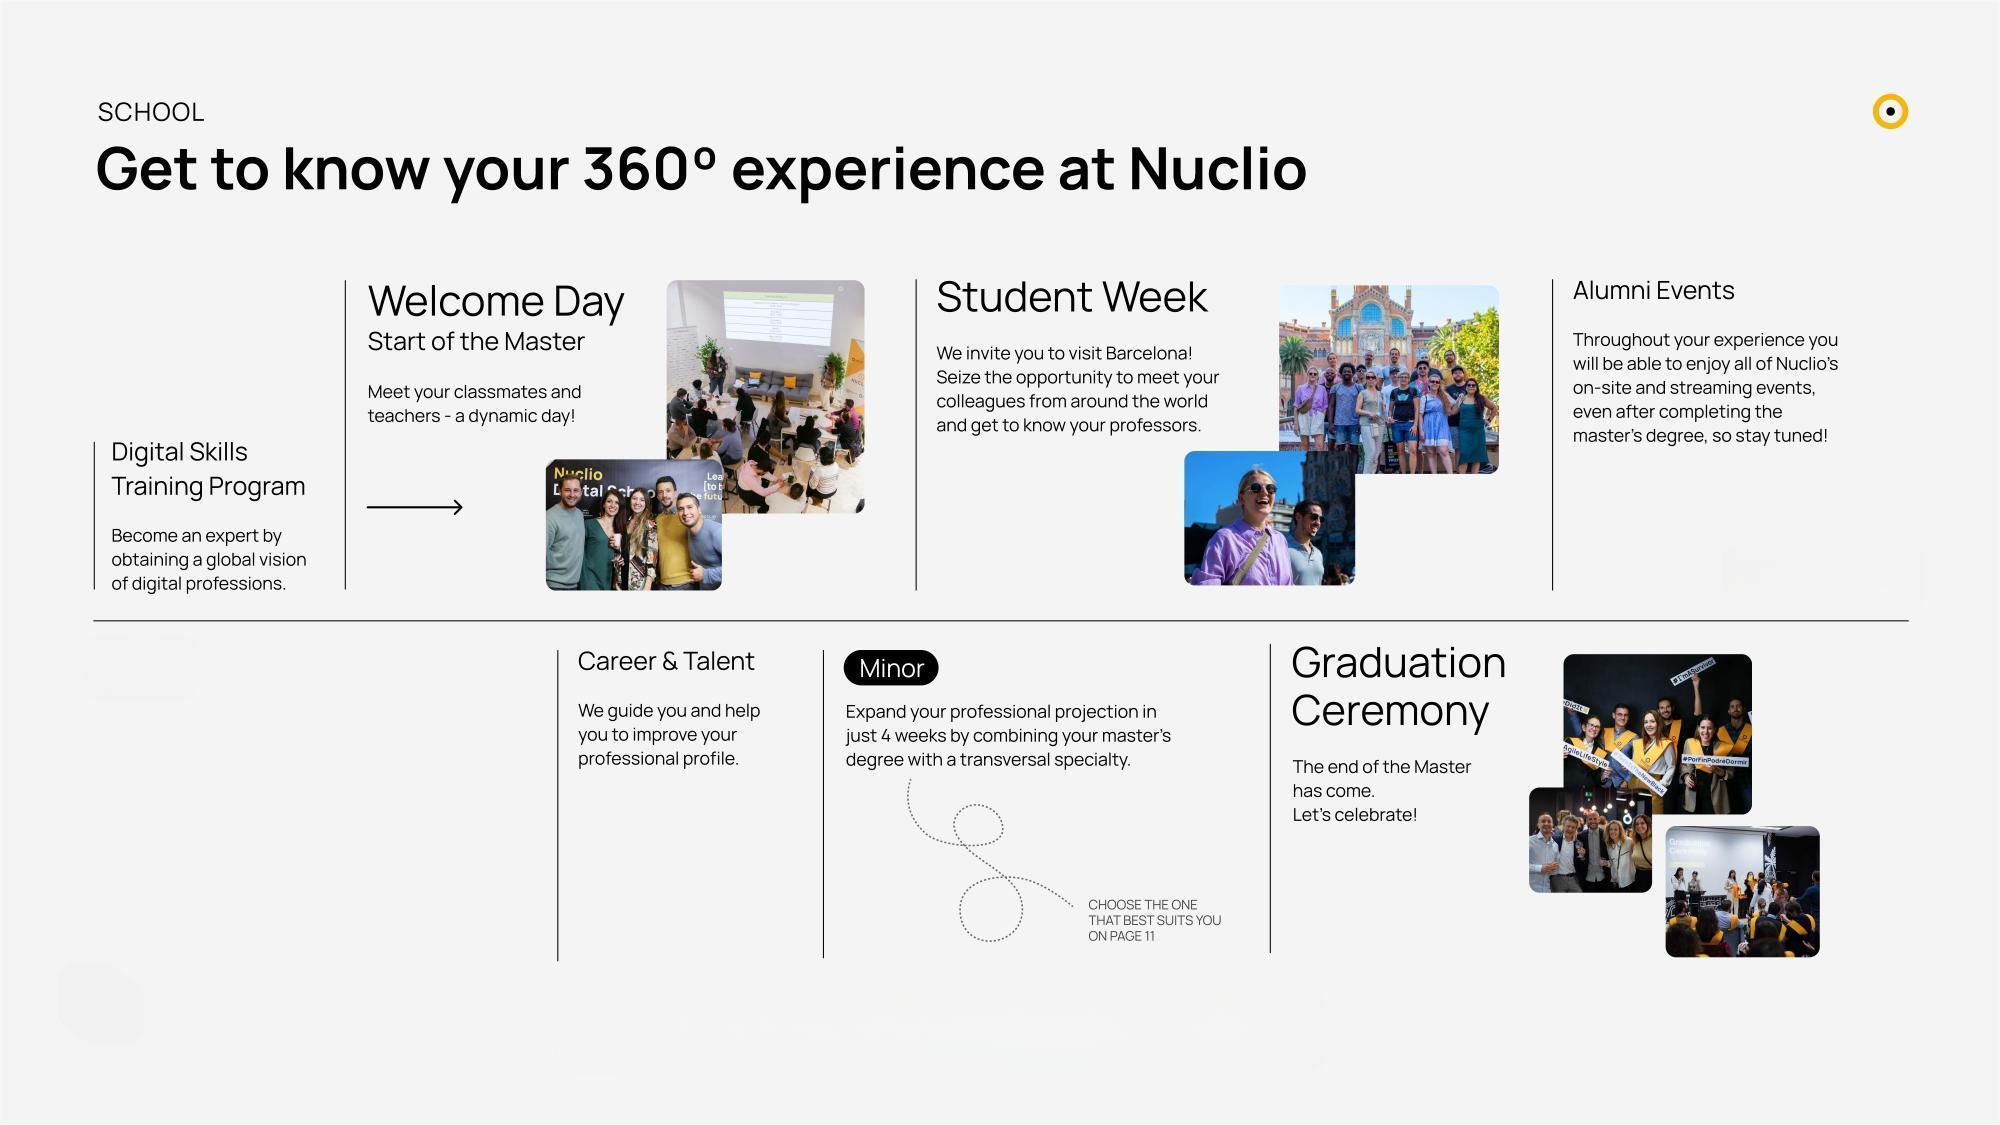 SCHOOL
Get to know your 360º experience at Nuclio
Digital Skills
Training Program
Become an expert by
obtaining a global vision
of digital professions.
Welcome Day
Start of the Master
Meet your classmates and
teachers - a dynamic day!
Nuclio
Student Week
We invite you to visit Barcelona!
Seize the opportunity to meet your
colleagues from around the world
and get to know your professors.
Alumni Events
Throughout your experience you
will be able to enjoy all of Nuclio's
on-site and streaming events,
even after completing the
master's degree, so stay tuned!
Career & Talent
We guide you and help
you to improve your
professional profile.
Minor
Expand your professional projection in
just 4 weeks by combining your master's
degree with a transversal specialty.
CHOOSE THE ONE
THAT BEST SUITS YOU
ON PAGE 11
Graduation
Ceremony
The end of the Master
has come.
Let's celebrate!
#I'mASurvivor
#PorFinPodréDormir
Graduation
Ceremony